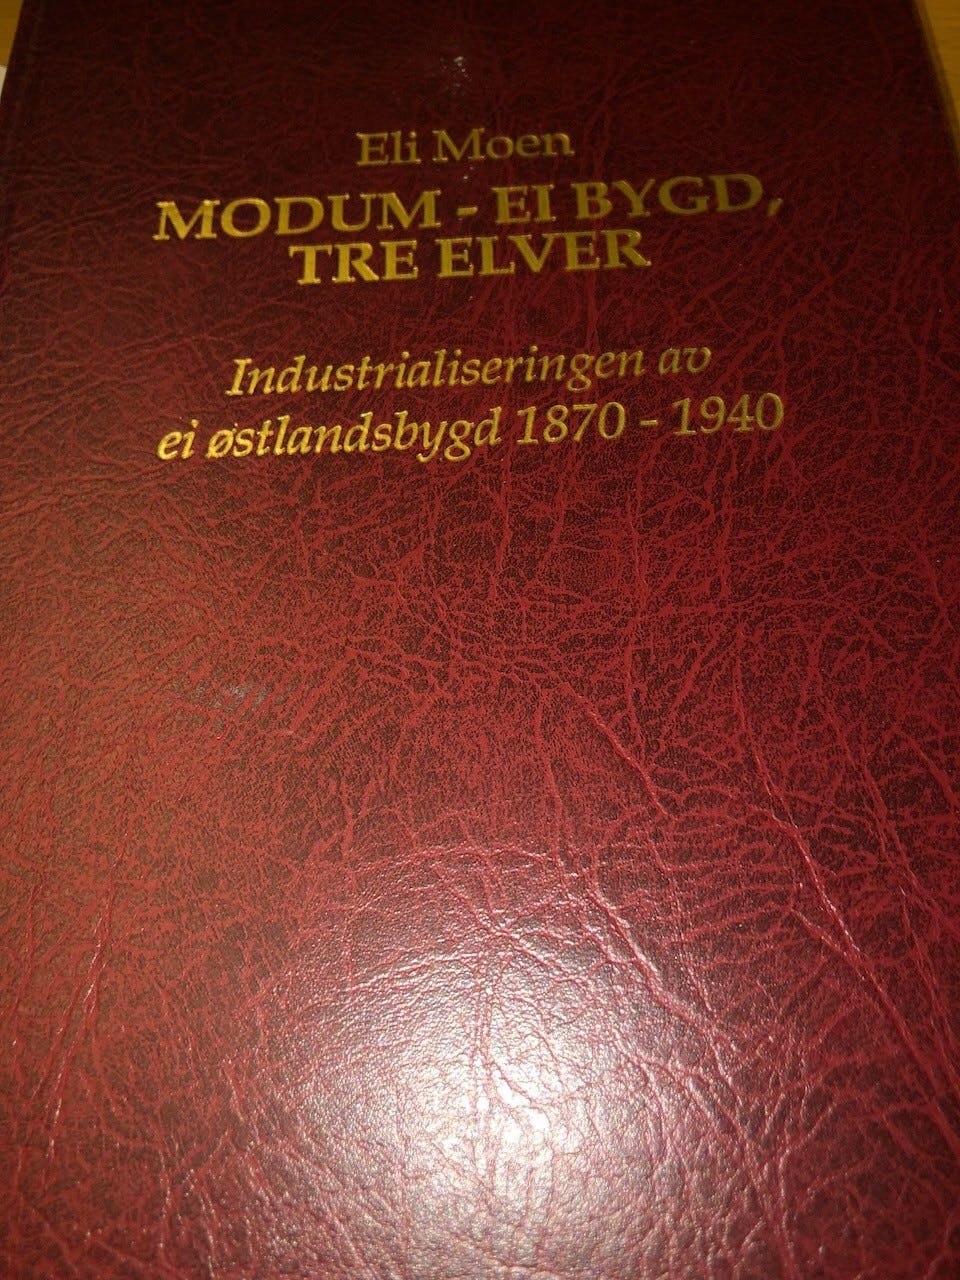 Eli Moen
MODUM - EI BYGD,
TRE ELVER
Industrialiseringen av
ei østlandsbygd 1870 - 1940